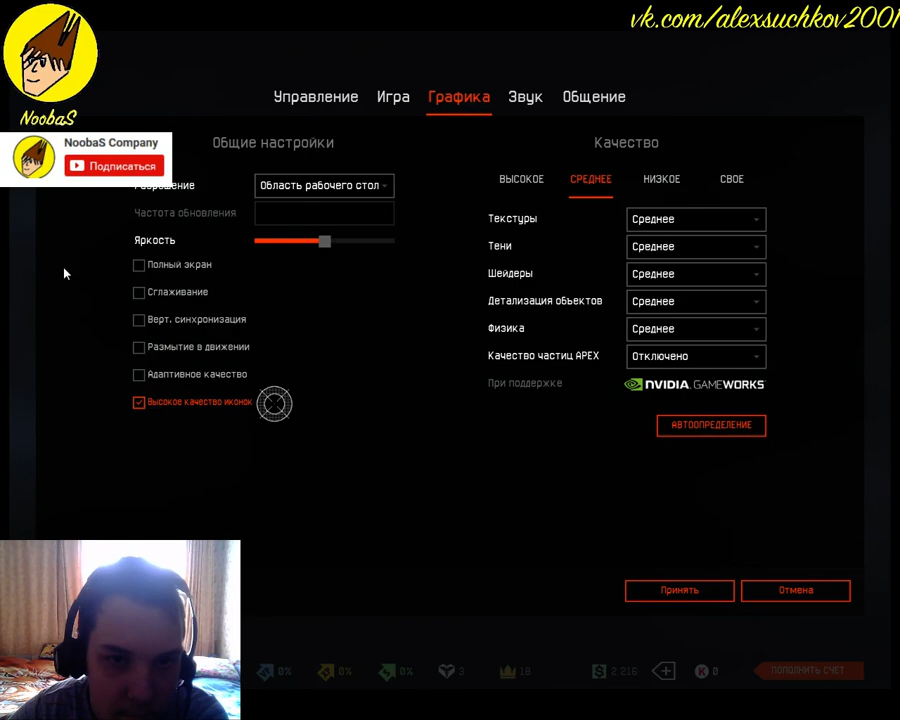 vk.com/alexsuchkov2001
NoobaS
NoobaS Company
Подписаться
Управление Игра Графика Звук Общение
Общие настройки
Разрешение Область рабочего стол
Частота обновления
Яркость
Полный экран
Сглаживание
Верт. синхронизация
Размытие в движении
Адаптивное качество
Высокое качество иконок
Качество
ВЫСОКОЕ СРЕДНЕЕ НИЗКОЕ СВОЕ
Текстуры Среднее
Тени Среднее
Шейдеры Среднее
Детализация объектов Среднее
Физика Среднее
Качество частиц APEX Отключено
При поддержке NVIDIA. GAMEWORKS
АВТООПРЕДЕЛЕНИЕ
Принять Отмена
0% 0% 0% 3 18 2 216 K 0 ПОПОЛНИТЬ СЧЕТ